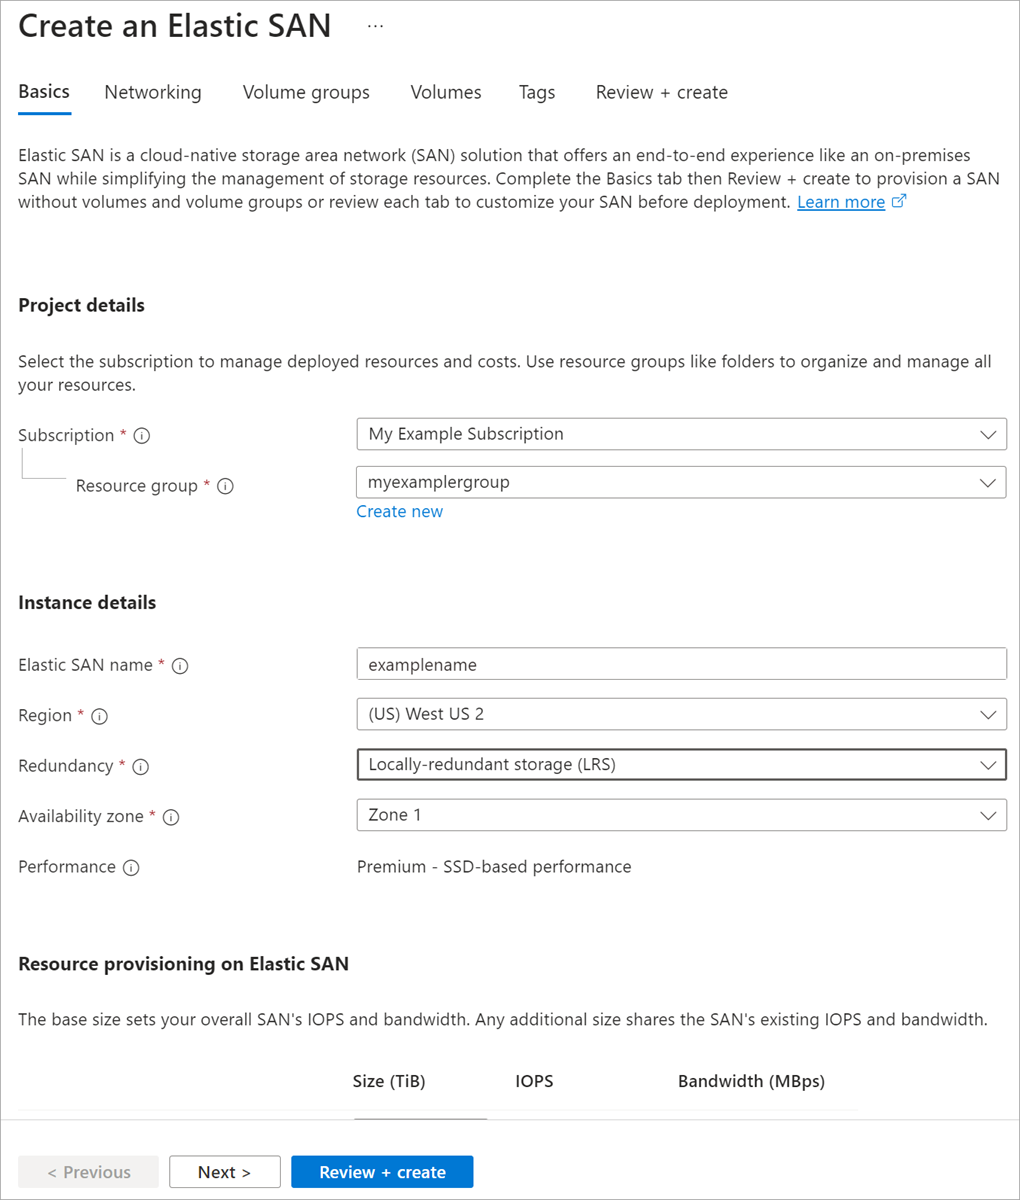 Create an Elastic SAN ...
Basics Networking Volume groups Volumes Tags Review + create
Elastic SAN is a cloud-native storage area network (SAN) solution that offers an end-to-end experience like an on-premises
SAN while simplifying the management of storage resources. Complete the Basics tab then Review + create to provision a SAN
without volumes and volume groups or review each tab to customize your SAN before deployment. Learn more
Project details
Select the subscription to manage deployed resources and costs. Use resource groups like folders to organize and manage all
your resources.
Subscription * My Example Subscription
Resource group * myexamplergroup
Create new
Instance details
Elastic SAN name * examplename
Region * (US) West US 2
Redundancy * Locally-redundant storage (LRS)
Availability zone * Zone 1
Performance Premium - SSD-based performance
Resource provisioning on Elastic SAN
The base size sets your overall SAN's IOPS and bandwidth. Any additional size shares the SAN's existing IOPS and bandwidth.
Size (TiB) IOPS Bandwidth (MBps)
< Previous Next > Review + create